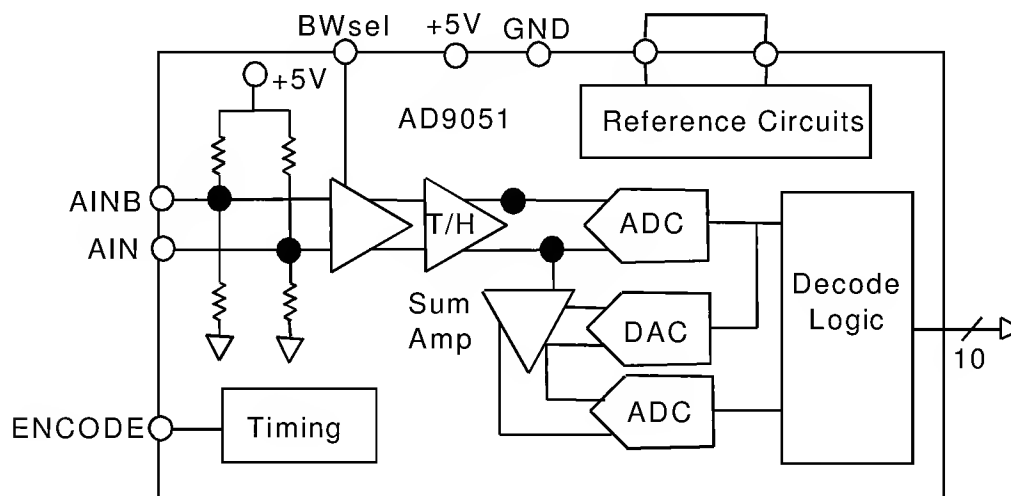 BWsel
+5V
GND
+5V
AD9051
Reference Circuits
AINB
T/H
ADC
AIN
Decode
Logic
Sum
Amp
DAC
10
ADC
ENCODE
Timing